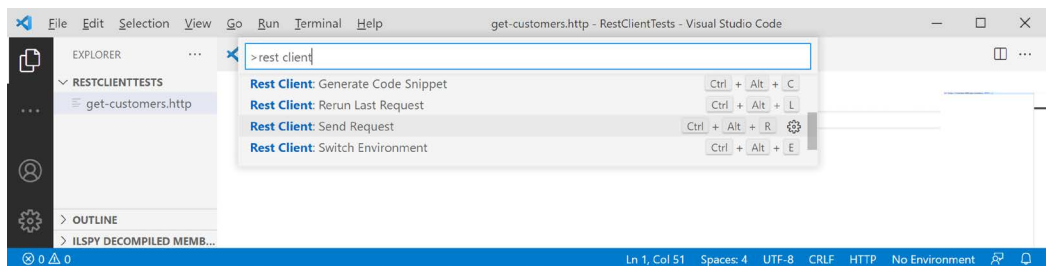 File Edit Selection View Go Run Terminal Help get-customers.http - RestClientTests - Visual Studio Code
EXPLORER ...
>rest client
RESTCLIENTTESTS
get-customers.http
Rest Client: Generate Code Snippet Ctrl + Alt + C
Rest Client: Rerun Last Request Ctrl + Alt + L
Rest Client: Send Request Ctrl + Alt + R
Rest Client: Switch Environment Ctrl + Alt + E
OUTLINE
ILSPY DECOMPILED MEMB...
0 0 Ln 1, Col 51 Spaces: 4 UTF-8 CRLF HTTP No Environment